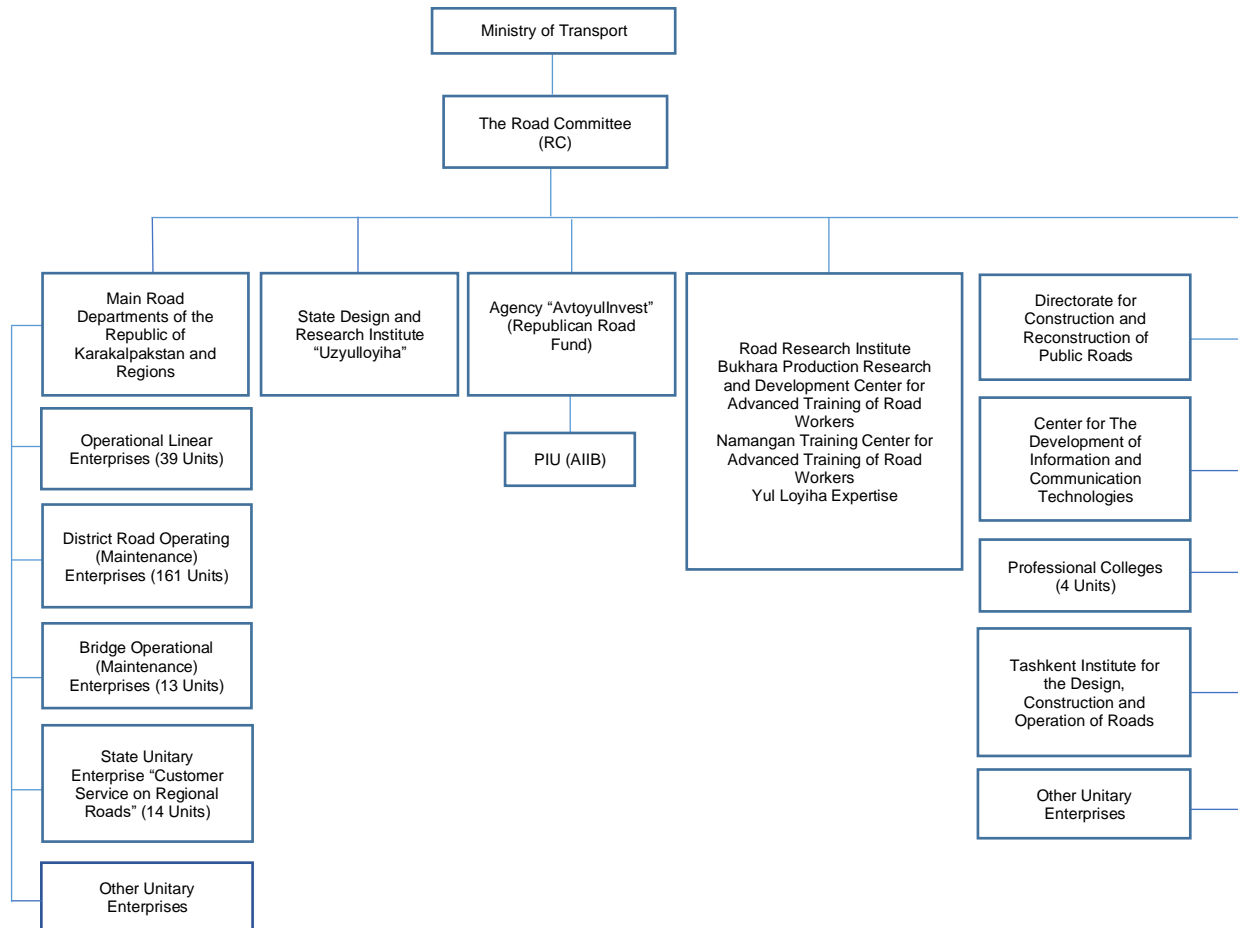 Ministry of Transport
The Road Committee
(RC)
Main Road
Departments of the
Republic of
Karakalpakstan and
Regions
State Design and
Research Institute
“Uzyulloyiha”
Agency “AvtoyulInvest”
(Republican Road
Fund)
Road Research Institute
Bukhara Production Research
and Development Center for
Advanced Training of Road
Workers
Namangan Training Center for
Advanced Training of Road
Workers
Yul Loyiha Expertise
Directorate for
Construction and
Reconstruction of
Public Roads
Operational Linear
Enterprises (39 Units)
PIU (AIIB)
Center for The
Development of
Information and
Communication
Technologies
District Road Operating
(Maintenance)
Enterprises (161 Units)
Professional Colleges
(4 Units)
Bridge Operational
(Maintenance)
Enterprises (13 Units)
Tashkent Institute for
the Design,
Construction and
Operation of Roads
State Unitary
Enterprise “Customer
Service on Regional
Roads” (14 Units)
Other Unitary
Enterprises
Other Unitary
Enterprises